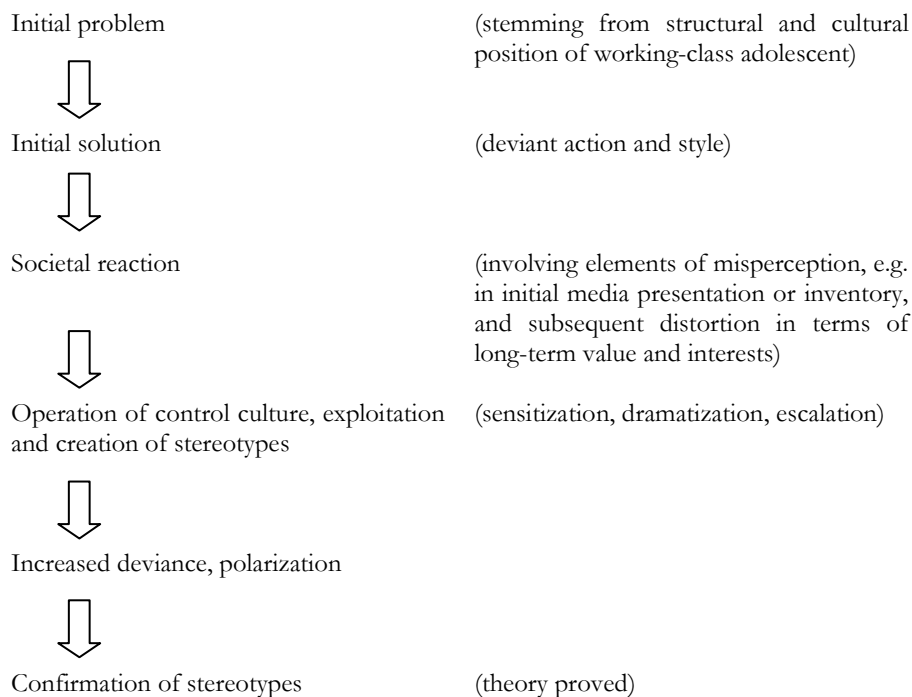 Initial problem
(stemming from structural and cultural
position of working-class adolescent)
Initial solution
(deviant action and style)
Societal reaction
(involving elements of misperception, e.g.
in initial media presentation or inventory,
and subsequent distortion in terms of
long-term value and interests)
Operation of control culture, exploitation
and creation of stereotypes
(sensitization, dramatization, escalation)
Increased deviance, polarization
Confirmation of stereotypes
(theory proved)